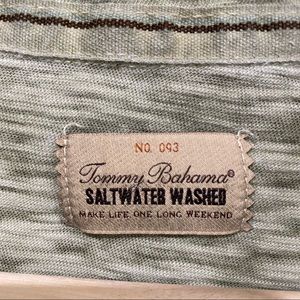 NO. 093
Tommy Bahama®
SALTWATER WASHED
MAKE LIFE ONE LONG WEEKEND